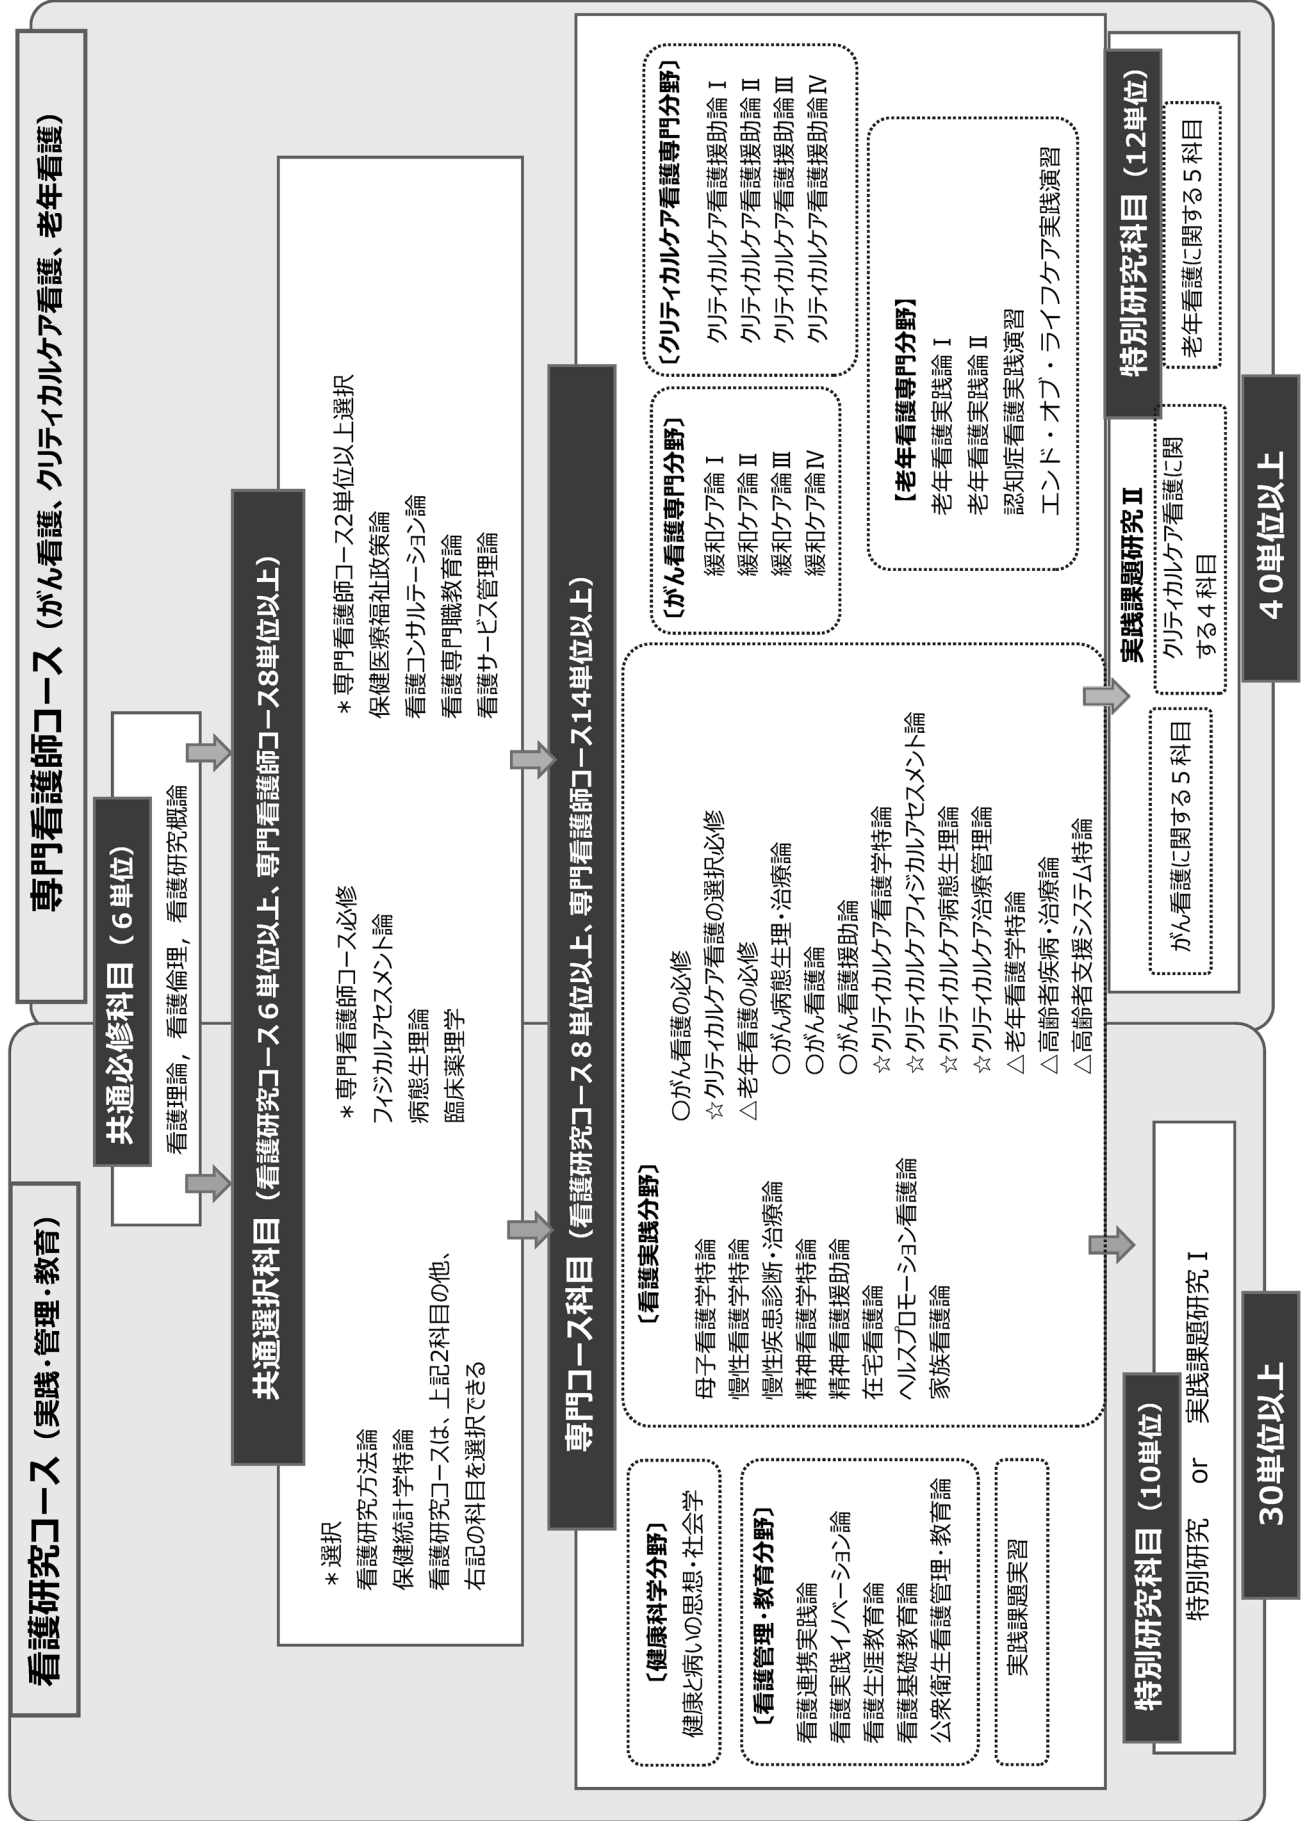 看護研究コース（実践・管理・教育）
専門看護師コース（がん看護、クリティカルケア看護、老年看護）
共通必修科目（６単位）
看護理論， 看護倫理， 看護研究概論
共通選択科目（看護研究コース６単位以上、専門看護師コース8単位以上）
＊選択
看護研究方法論
保健統計学特論
看護研究コースは、上記2科目の他、
右記の科目を選択できる
＊専門看護師コース必修
フィジカルアセスメント論
病態生理論
臨床薬理学
＊専門看護師コース2単位以上選択
保健医療福祉政策論
看護コンサルテーション論
看護専門職教育論
看護サービス管理論
専門コース科目（看護研究コース８単位以上、専門看護師コース14単位以上）
〔健康科学分野〕
健康と病いの思想・社会学
〔看護管理・教育分野〕
看護連携実践論
看護実践イノベーション論
看護生涯教育論
看護基礎教育論
公衆衛生看護管理・教育論
実践課題実習
〔看護実践分野〕
母子看護学特論
慢性看護学特論
慢性疾患診断・治療論
精神看護学特論
精神看護援助論
在宅看護論
ヘルスプロモーション看護論
家族看護論
○がん看護の必修
☆クリティカルケア看護の選択必修
△老年看護の必修
○がん病態生理・治療論
○がん看護論
○がん看護援助論
☆クリティカルケア看護学特論
☆クリティカルケアフィジカルアセスメント論
☆クリティカルケア病態生理論
☆クリティカルケア治療管理論
△老年看護学特論
△高齢者疾病・治療論
△高齢者支援システム特論
〔がん看護専門分野〕
緩和ケア論Ⅰ
緩和ケア論Ⅱ
緩和ケア論Ⅲ
緩和ケア論Ⅳ
〔クリティカルケア看護専門分野〕
クリティカルケア看護援助論Ⅰ
クリティカルケア看護援助論Ⅱ
クリティカルケア看護援助論Ⅲ
クリティカルケア看護援助論Ⅳ
【老年看護専門分野】
老年看護実践論Ⅰ
老年看護実践論Ⅱ
認知症看護実践演習
エンド・オブ・ライフケア実践演習
特別研究科目（10単位）
特別研究 or 実践課題研究Ⅰ
30単位以上
特別研究科目（12単位）
実践課題研究Ⅱ
がん看護に関する５科目
クリティカルケア看護に関
する４科目
老年看護に関する５科目
４０単位以上